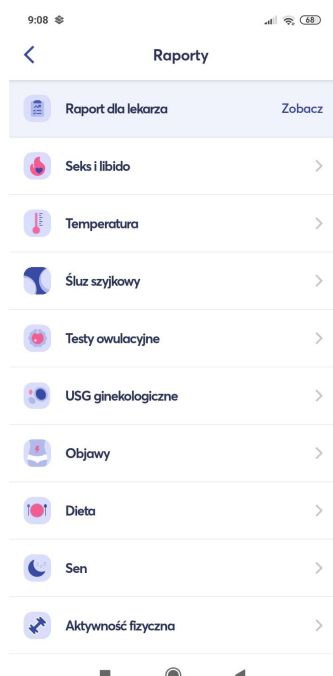 9:08 68
Raporty
Raport dla lekarza Zobacz
Seks i libido
Temperatura
Śluz szyjkowy
Testy owulacyjne
USG ginekologiczne
Objawy
Dieta
Sen
Aktywność fizyczna